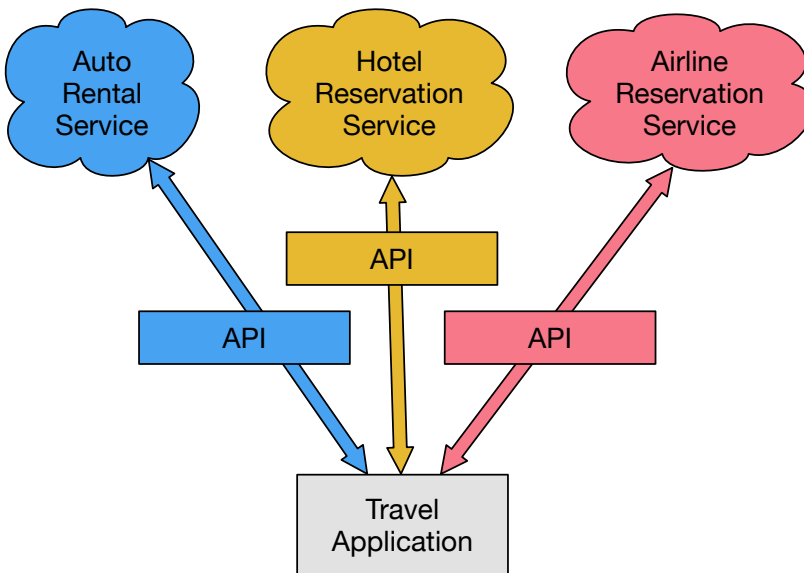 Auto
Rental
Service
Hotel
Reservation
Service
Airline
Reservation
Service
API
API
API
Travel
Application